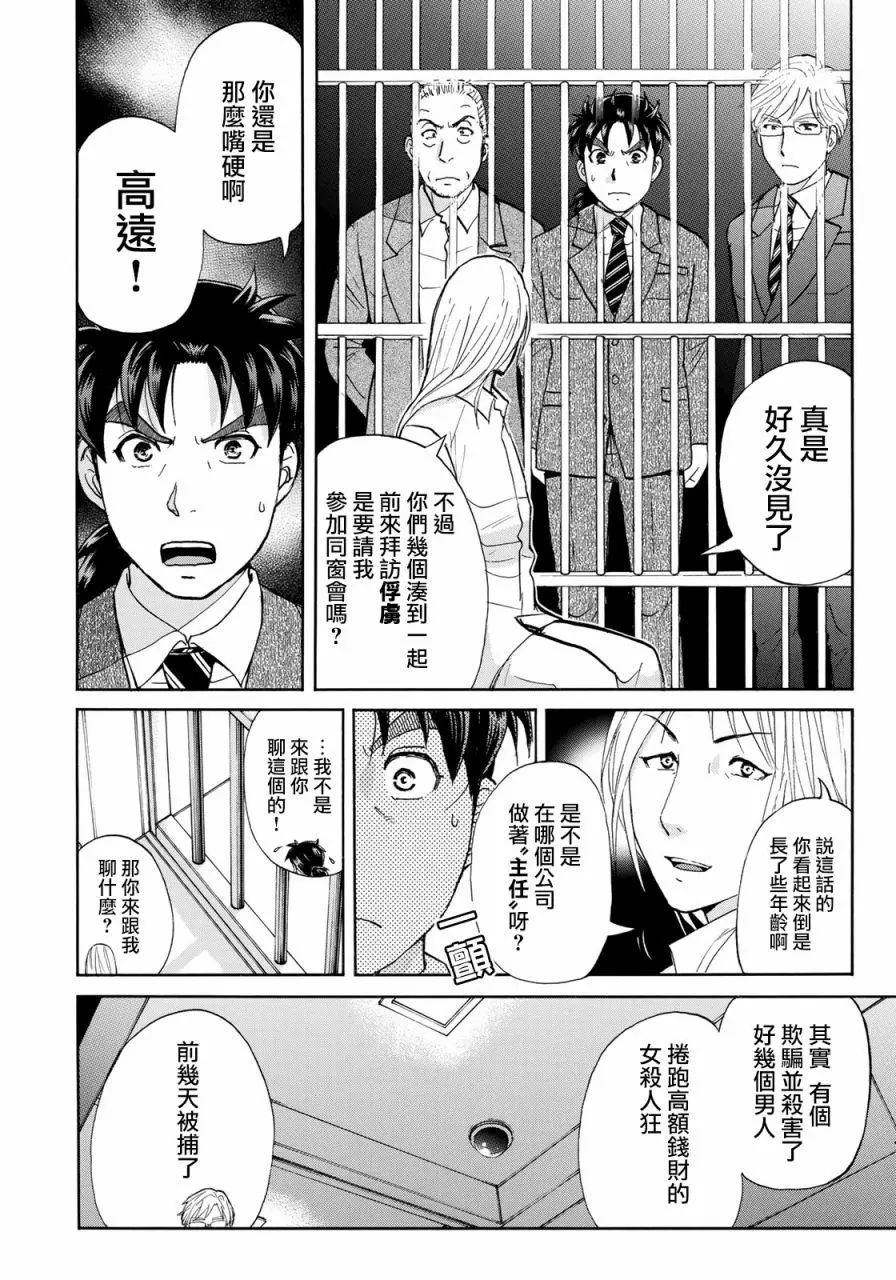 真是
好久沒見了
不過
你們幾個湊到一起
前來拜訪俘虜
是要請我
參加同窗會嗎？
你還是
那麼嘴硬啊
高遠！
說這話的
你看起來倒是
長了些年齡啊
是不是
在哪個公司
做著〝主任〞呀？
一顫
…我不是
來跟你
聊這個的！
那你來跟我
聊什麼？
其實 有個
欺騙並殺害了
好幾個男人
捲跑高額錢財的
女殺人狂
前幾天被捕了